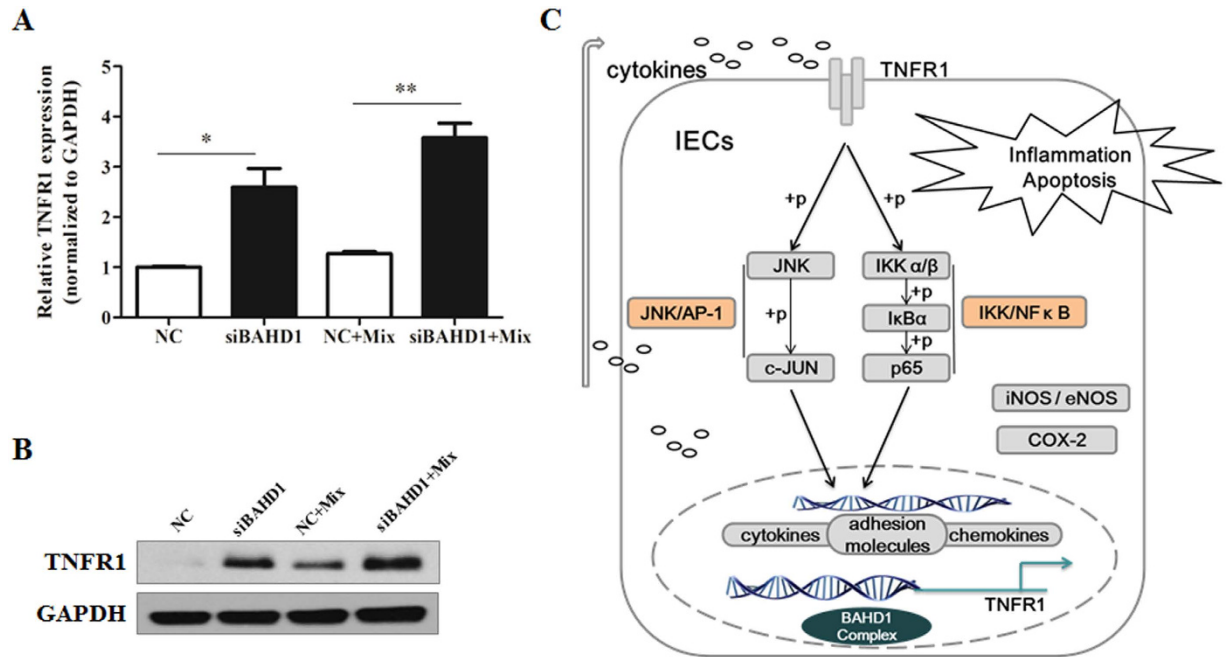 A
Relative TNFR1 expression
(normalized to GAPDH)
5
4
3
2
1
0
*
**
NC
siBAHD1
NC+Mix
siBAHD1+Mix
B
NC
siBAHD1
NC+Mix
siBAHD1+Mix
TNFR1
GAPDH
C
cytokines
TNFR1
IECs
Inflammation
Apoptosis
+p
+p
JNK
IKK α/β
+p
JNK/AP-1
+p
IκBα
IKK/NFκB
+p
c-JUN
p65
iNOS / eNOS
COX-2
cytokines
adhesion
molecules
chemokines
TNFR1
BAHD1
Complex